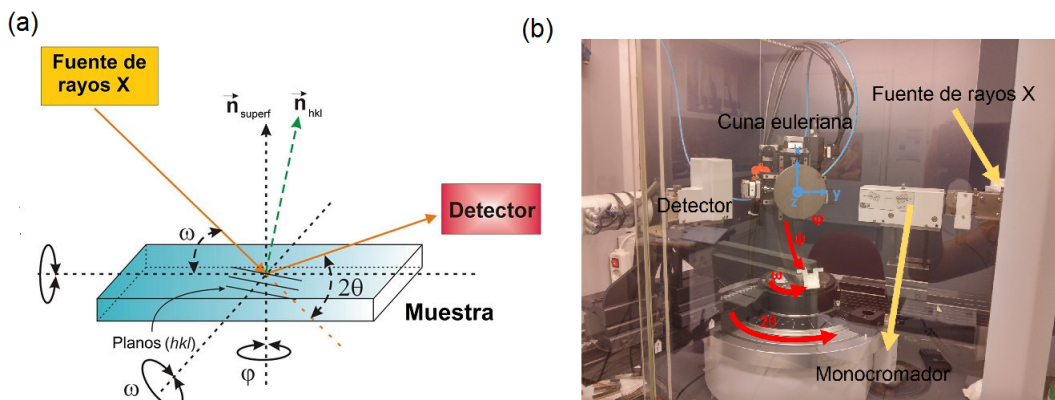 (a)
Fuente de
rayos X
n superf
n hkl
Detector
ω
2θ
Muestra
Planos (hkl)
ω
φ
(b)
Fuente de rayos X
Cuna euleriana
x
y
z
Detector
φ
ψ
ω
2θ
Monocromador